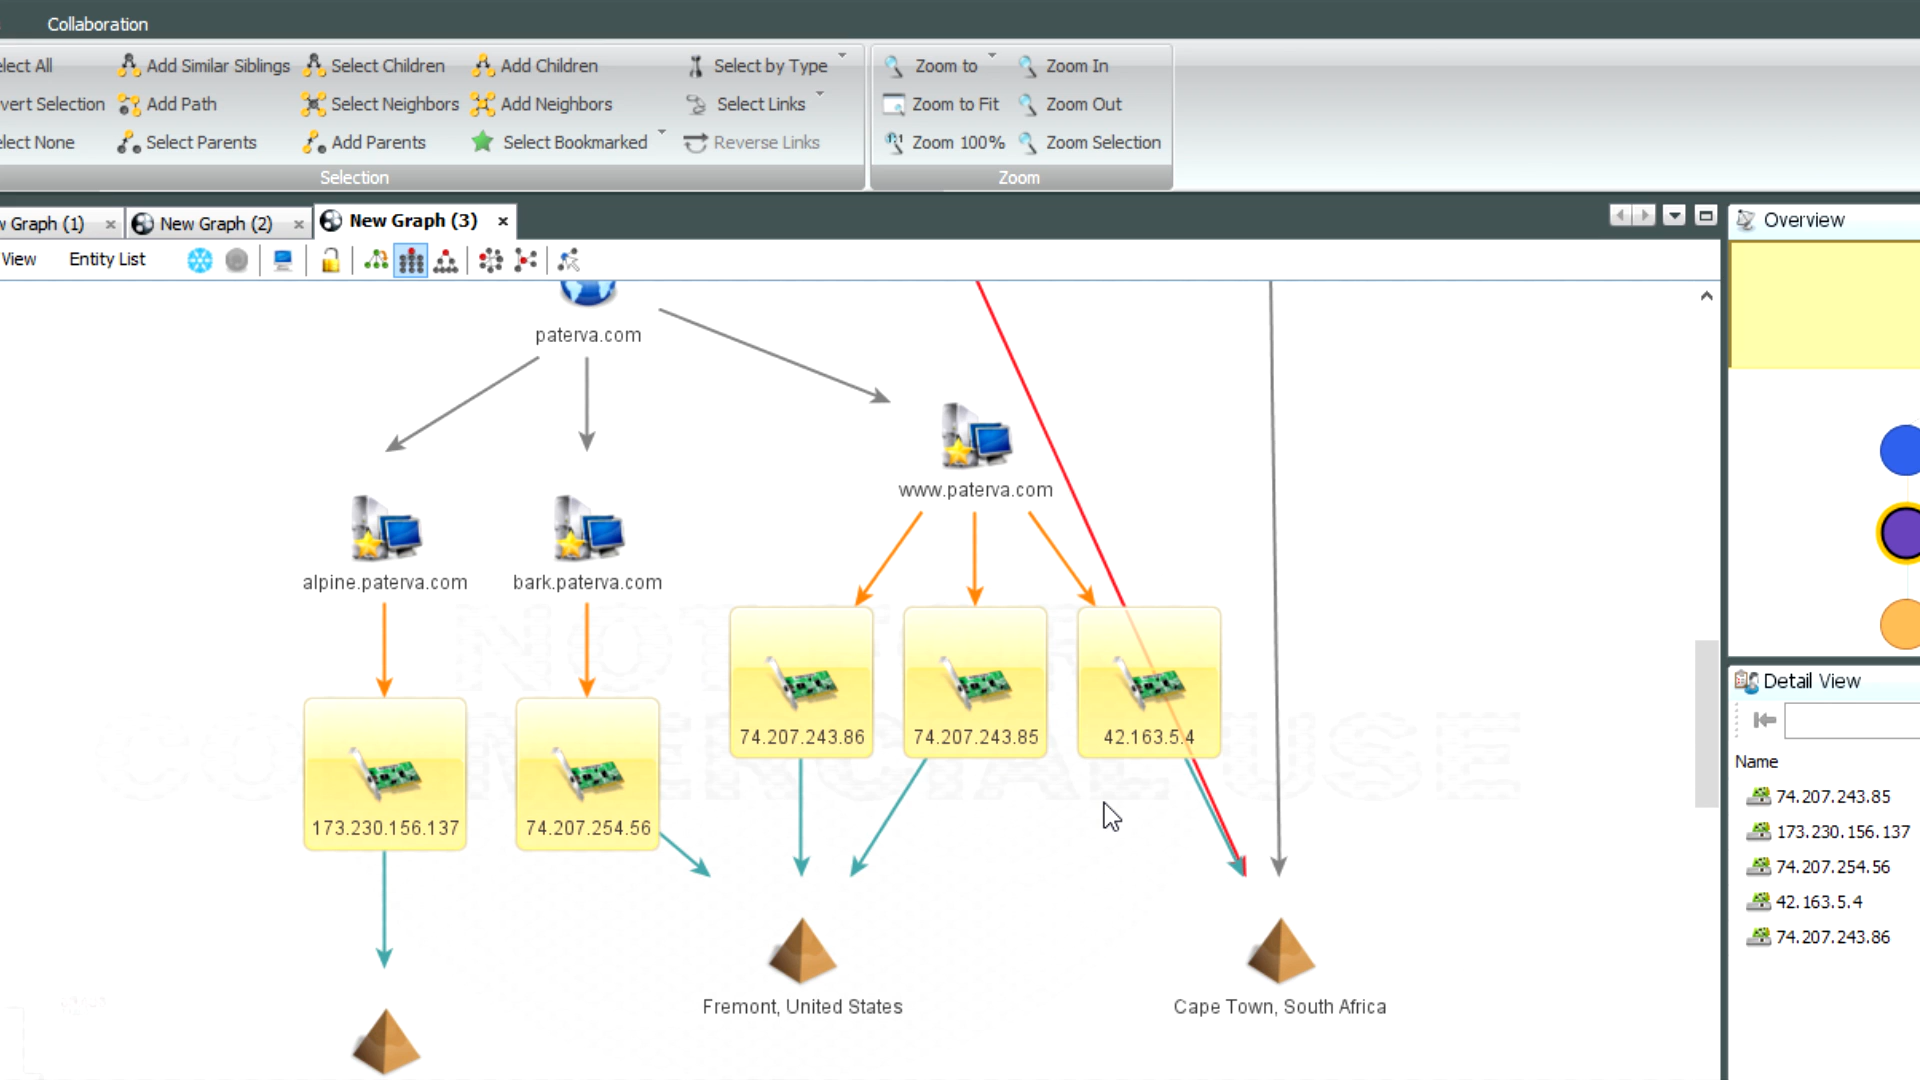 Collaboration
elect All
Add Similar Siblings
Select Children
Add Children
Select by Type
Zoom to
Zoom In
vert Selection
Add Path
Select Neighbors
Add Neighbors
Select Links
Zoom to Fit
Zoom Out
elect None
Select Parents
Add Parents
Select Bookmarked
Reverse Links
Zoom 100%
Zoom Selection
Selection
Zoom
w Graph (1)
New Graph (2)
New Graph (3)
Overview
View
Entity List
paterva.com
www.paterva.com
alpine.paterva.com
bark.paterva.com
74.207.243.86
74.207.243.85
42.163.5.4
173.230.156.137
74.207.254.56
Fremont, United States
Cape Town, South Africa
Detail View
Name
74.207.243.85
173.230.156.137
74.207.254.56
42.163.5.4
74.207.243.86